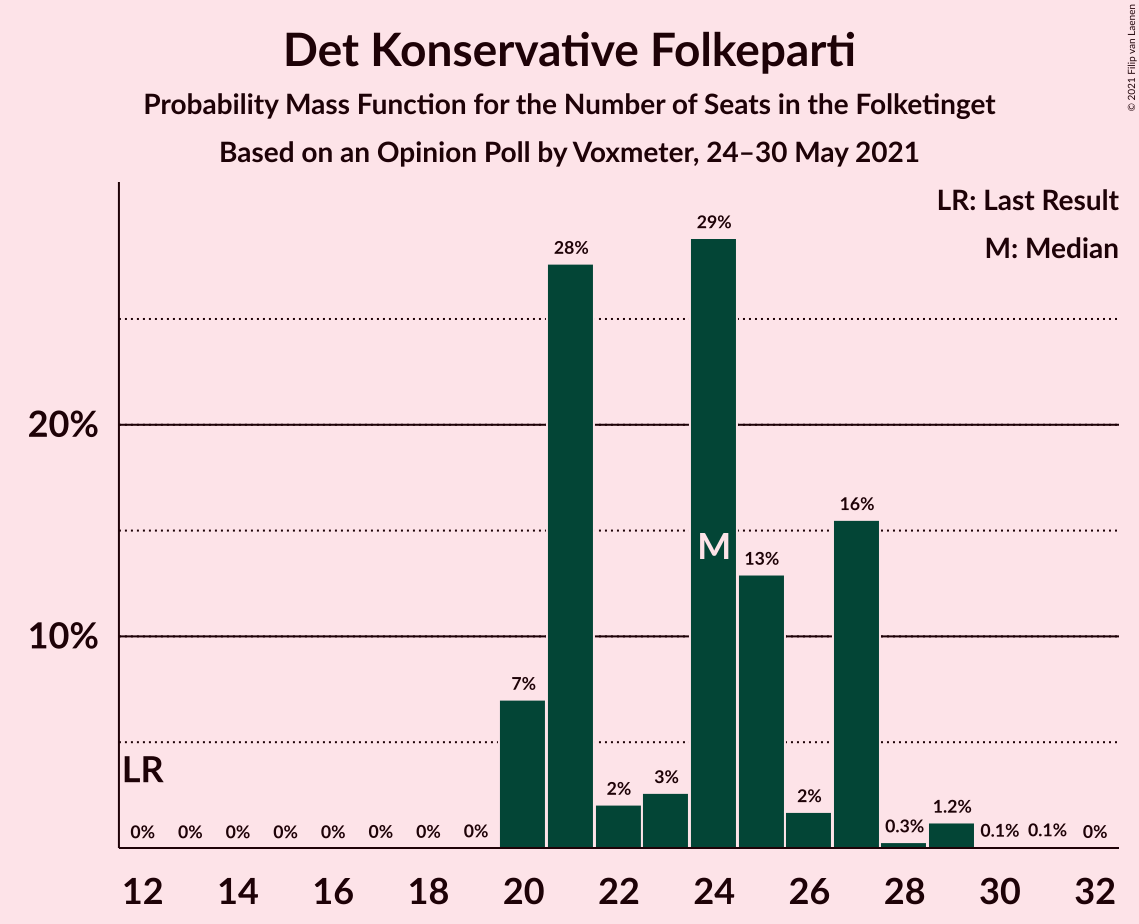 Det Konservative Folkeparti
Probability Mass Function for the Number of Seats in the Folketinget
Based on an Opinion Poll by Voxmeter, 24–30 May 2021
© 2021 Filip van Laenen
LR: Last Result
M: Median
29%
28%
20%
16%
M
13%
10%
7%
LR
3%
2%
2%
1.2%
0.3%
0% 0% 0% 0% 0% 0% 0% 0% 0.1% 0.1% 0%
12 14 16 18 20 22 24 26 28 30 32